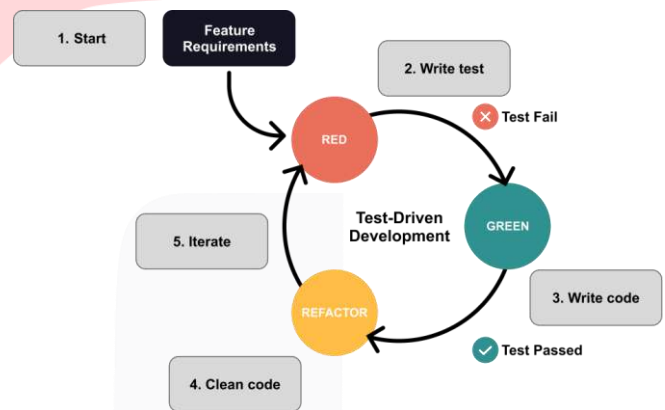 1. Start
Feature
Requirements
2. Write test
Test Fail
RED
Test-Driven
Development
GREEN
5. Iterate
3. Write code
REFACTOR
Test Passed
4. Clean code